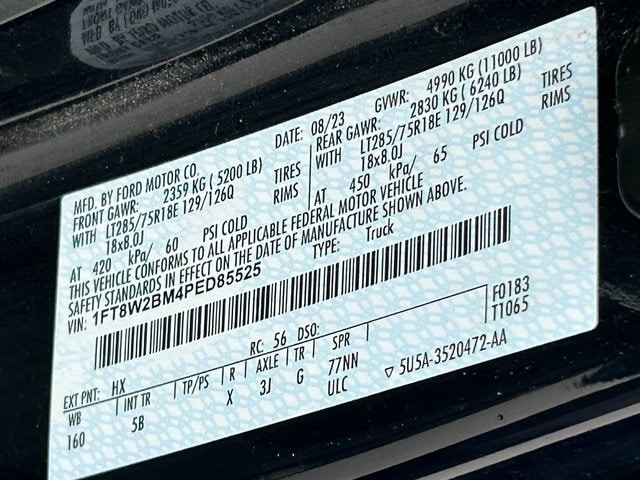 MFD. BY FORD MOTOR CO.
DATE: 08/23
GVWR: 4990 KG (11000 LB)
FRONT GAWR: 2359 KG ( 5200 LB)
REAR GAWR: 2830 KG ( 6240 LB)
WITH LT285/75R18E 129/126Q TIRES
WITH LT285/75R18E 129/126Q TIRES
18x8.0J RIMS
18x8.0J RIMS
AT 420 kPa/ 60 PSI COLD
AT 450 kPa/ 65 PSI COLD
THIS VEHICLE CONFORMS TO ALL APPLICABLE FEDERAL MOTOR VEHICLE
SAFETY STANDARDS IN EFFECT ON THE DATE OF MANUFACTURE SHOWN ABOVE.
VIN: 1FT8W2BM4PED85525
TYPE: Truck
F0183
T1065
EXT PNT: HX
RC: 56 DSO:
WB INT TR TP/PS R AXLE TR SPR
160 5B X 3J G 77NN
ULC
▽ 5U5A-3520472-AA